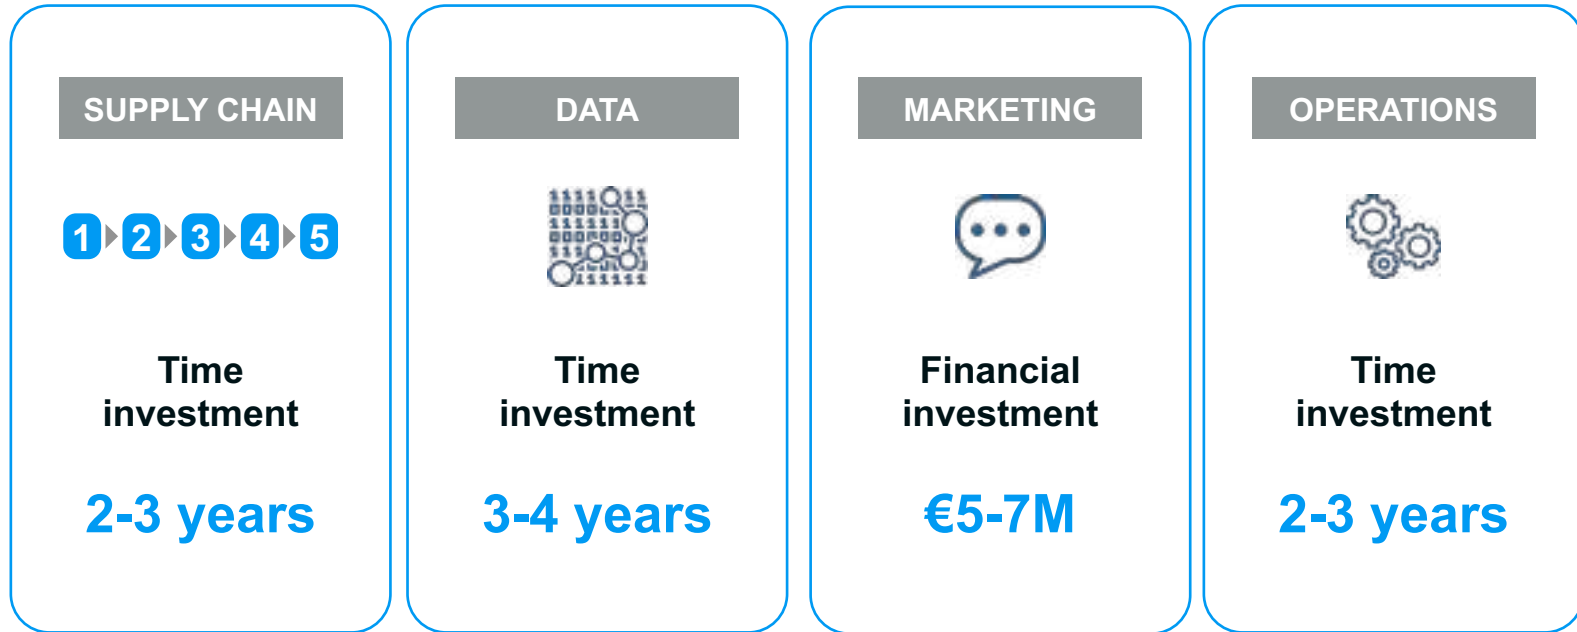 SUPPLY CHAIN
1 2 3 4 5
Time
investment
2-3 years
DATA
Time
investment
3-4 years
MARKETING
Financial
investment
€5-7M
OPERATIONS
Time
investment
2-3 years